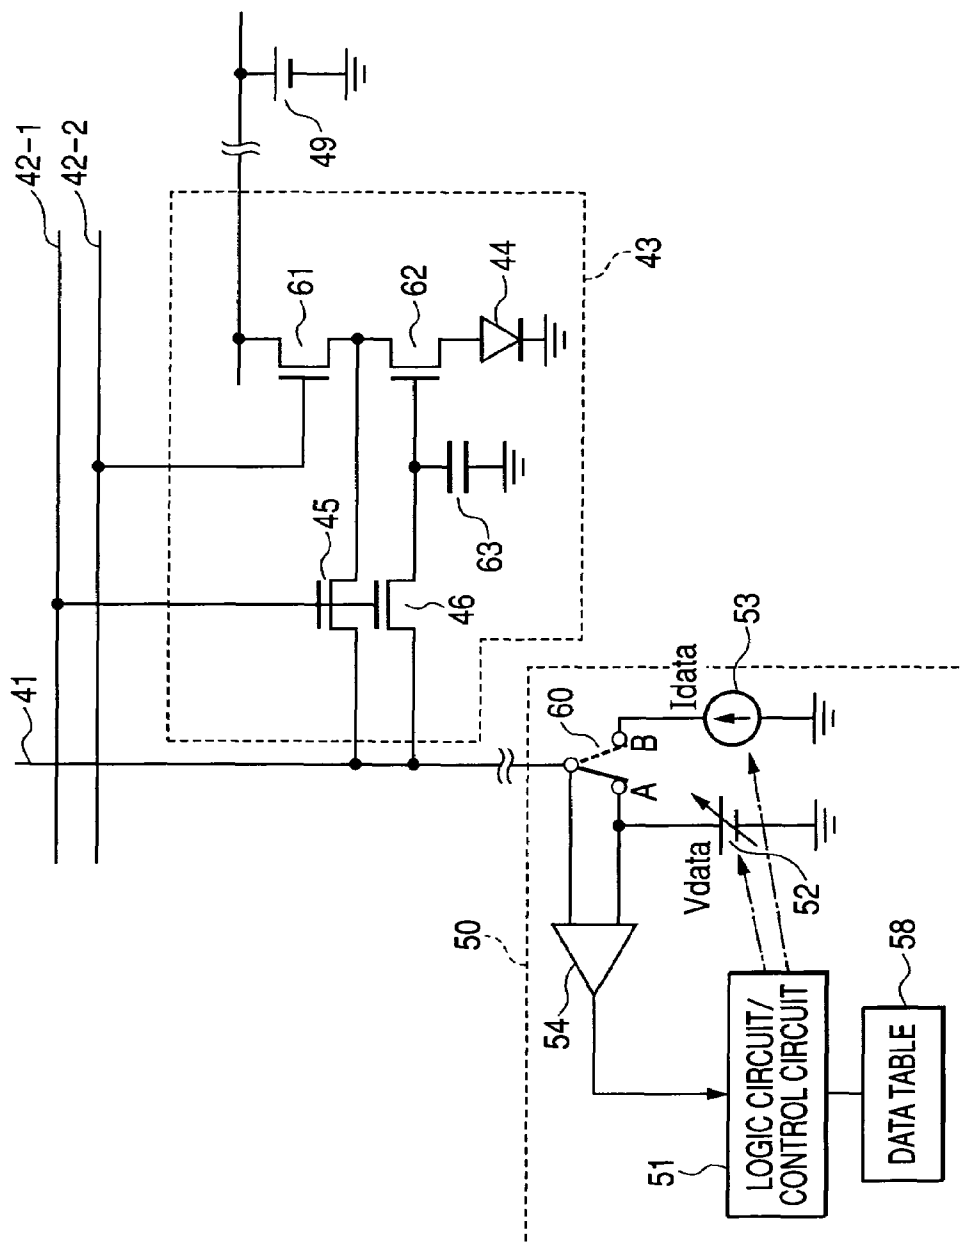 42-1
42-2
49
41
61
62
44
43
45
46
63
50
60
A
B
Idata
53
Vdata
52
54
51
LOGIC CIRCUIT/
CONTROL CIRCUIT
DATA TABLE
58